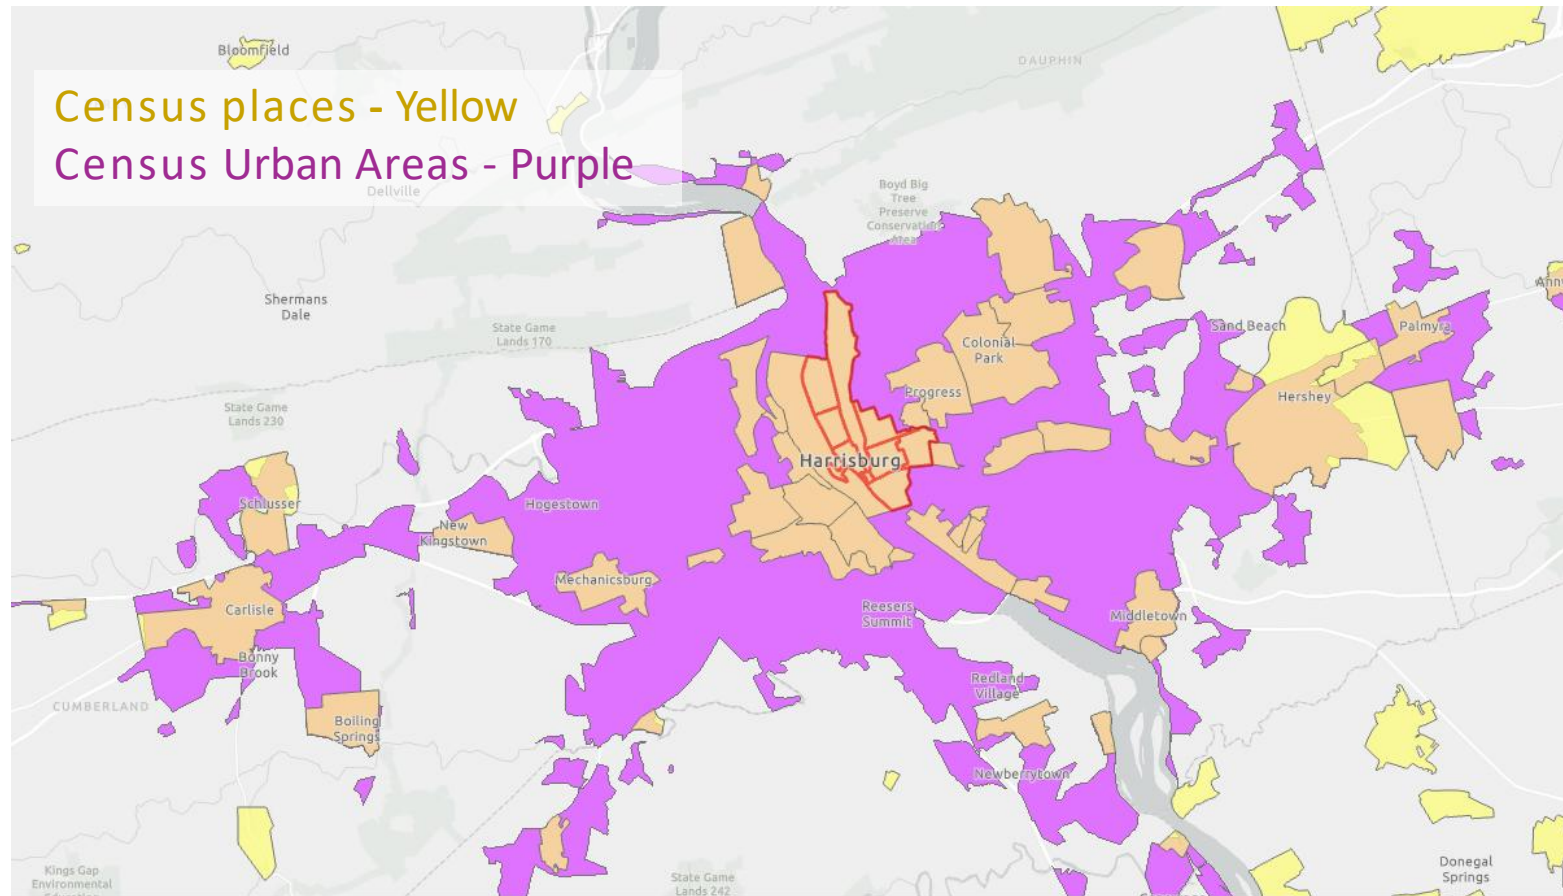 Bloomfield
DAUPHIN
Census places - Yellow
Census Urban Areas - Purple
Dellville
Boyd Big
Tree
Preserve
Conservation
Area
Shermans
Dale
State Game
Lands 170
Sand Beach
Palmyra
Colonial
Park
Progress
Hershey
State Game
Lands 230
Harrisburg
Schlusser
Hogestown
New
Kingstown
Mechanicsburg
Carlisle
Reesers
Summit
Middletown
Bonny
Brook
CUMBERLAND
Redland
Village
Boiling
Springs
Newberrytown
Kings Gap
Environmental
State Game
Lands 242
Donegal
Springs